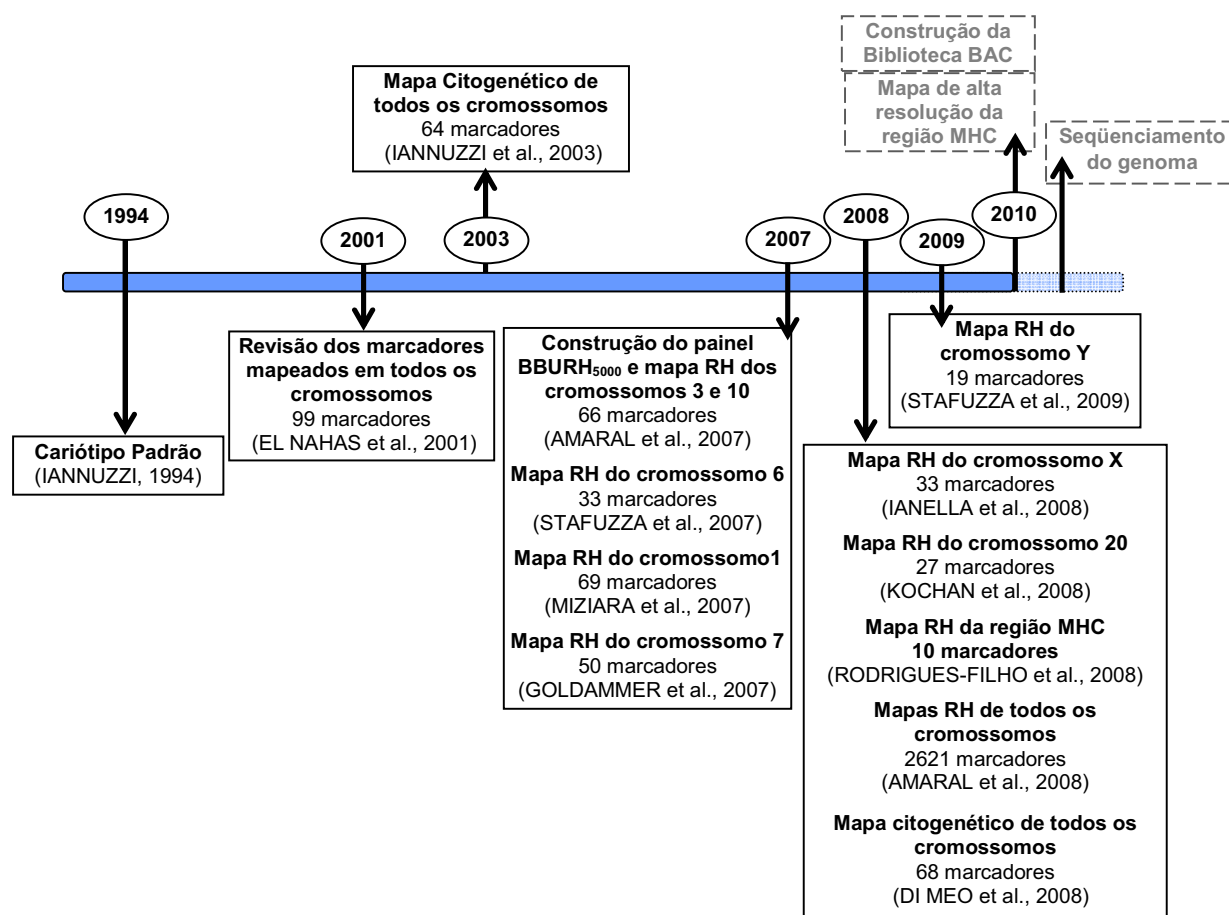 Construção da
Biblioteca BAC
Mapa de alta
resolução da
região MHC
Seqüenciamento
do genoma
Mapa Citogenético de
todos os cromossomos
64 marcadores
(IANNUZZI et al., 2003)
1994
2001
2003
2007
2008
2009
2010
Cariótipo Padrão
(IANNUZZI, 1994)
Revisão dos marcadores
mapeados em todos os
cromossomos
99 marcadores
(EL NAHAS et al., 2001)
Construção do painel
BBURH5000 e mapa RH dos
cromossomos 3 e 10
66 marcadores
(AMARAL et al., 2007)
Mapa RH do cromossomo 6
33 marcadores
(STAFUZZA et al., 2007)
Mapa RH do cromossomo1
69 marcadores
(MIZIARA et al., 2007)
Mapa RH do cromossomo 7
50 marcadores
(GOLDAMMER et al., 2007)
Mapa RH do
cromossomo Y
19 marcadores
(STAFUZZA et al., 2009)
Mapa RH do cromossomo X
33 marcadores
(IANELLA et al., 2008)
Mapa RH do cromossomo 20
27 marcadores
(KOCHAN et al., 2008)
Mapa RH da região MHC
10 marcadores
(RODRIGUES-FILHO et al., 2008)
Mapas RH de todos os
cromossomos
2621 marcadores
(AMARAL et al., 2008)
Mapa citogenético de todos os
cromossomos
68 marcadores
(DI MEO et al., 2008)